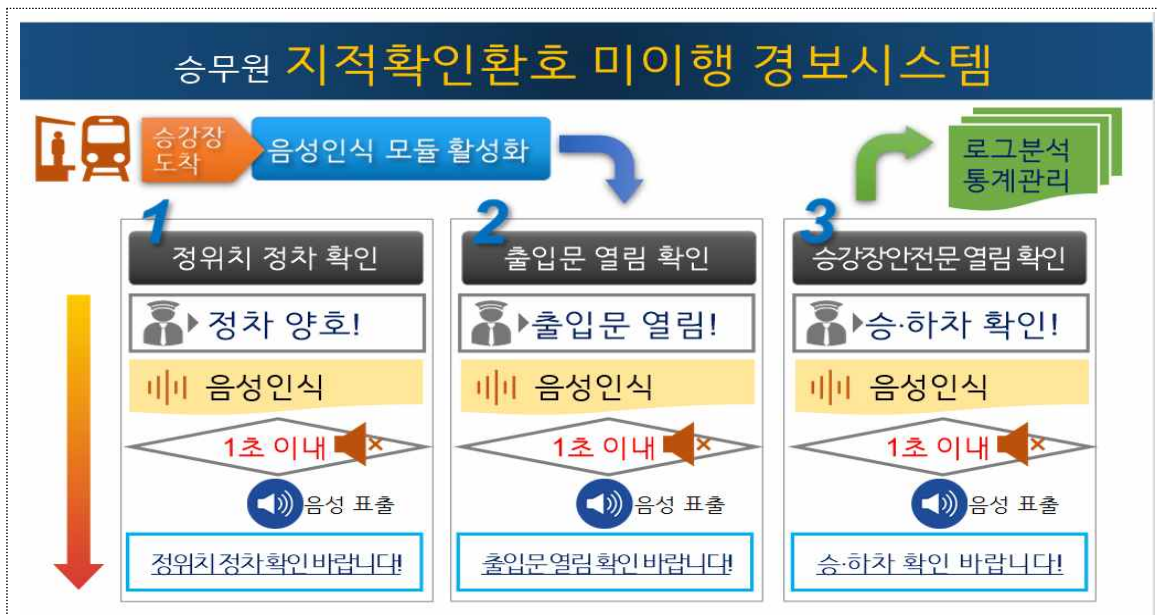 승무원 지적확인환호 미이행 경보시스템
승강장
도착
음성인식 모듈 활성화
로그분석
통계관리
1
정위치 정차 확인
정차 양호!
음성인식
1초 이내
음성 표출
정위치 정차 확인 바랍니다!
2
출입문 열림 확인
출입문 열림!
음성인식
1초 이내
음성 표출
출입문 열림 확인 바랍니다!
3
승강장안전문 열림 확인
승·하차 확인!
음성인식
1초 이내
음성 표출
승·하차 확인 바랍니다!